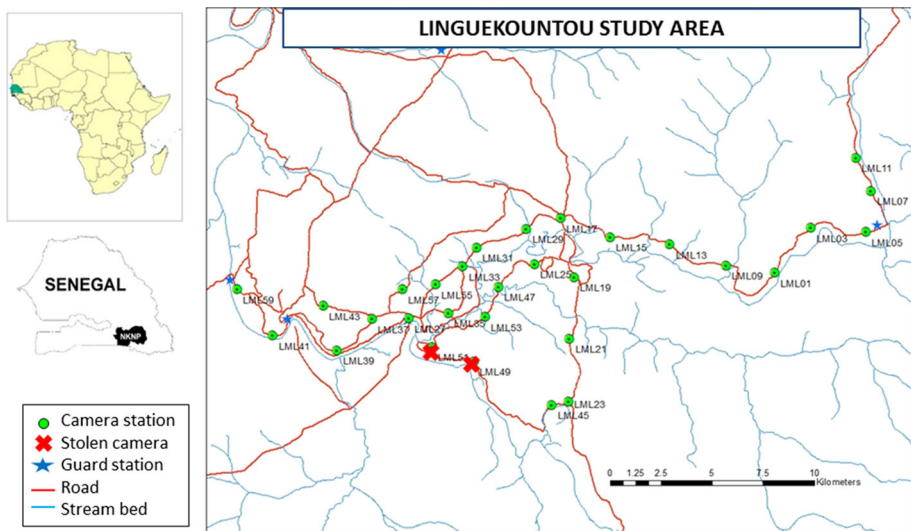 LINGUEKOUNTOU STUDY AREA
LML11
LML07
LML17
LML29
LML15
LML03
LML05
LML13
LML31
LML33
LML25
LML09
LML01
LML19
LML59
LML57
LML55
LML47
LML43
LML37
LML27
LML35
LML53
LML41
LML39
LML51
LML21
LML49
LML23
LML45
0 1.25 2.5 5 7.5 10
Kilometers
SENEGAL
NKNP
Camera station
Stolen camera
Guard station
Road
Stream bed